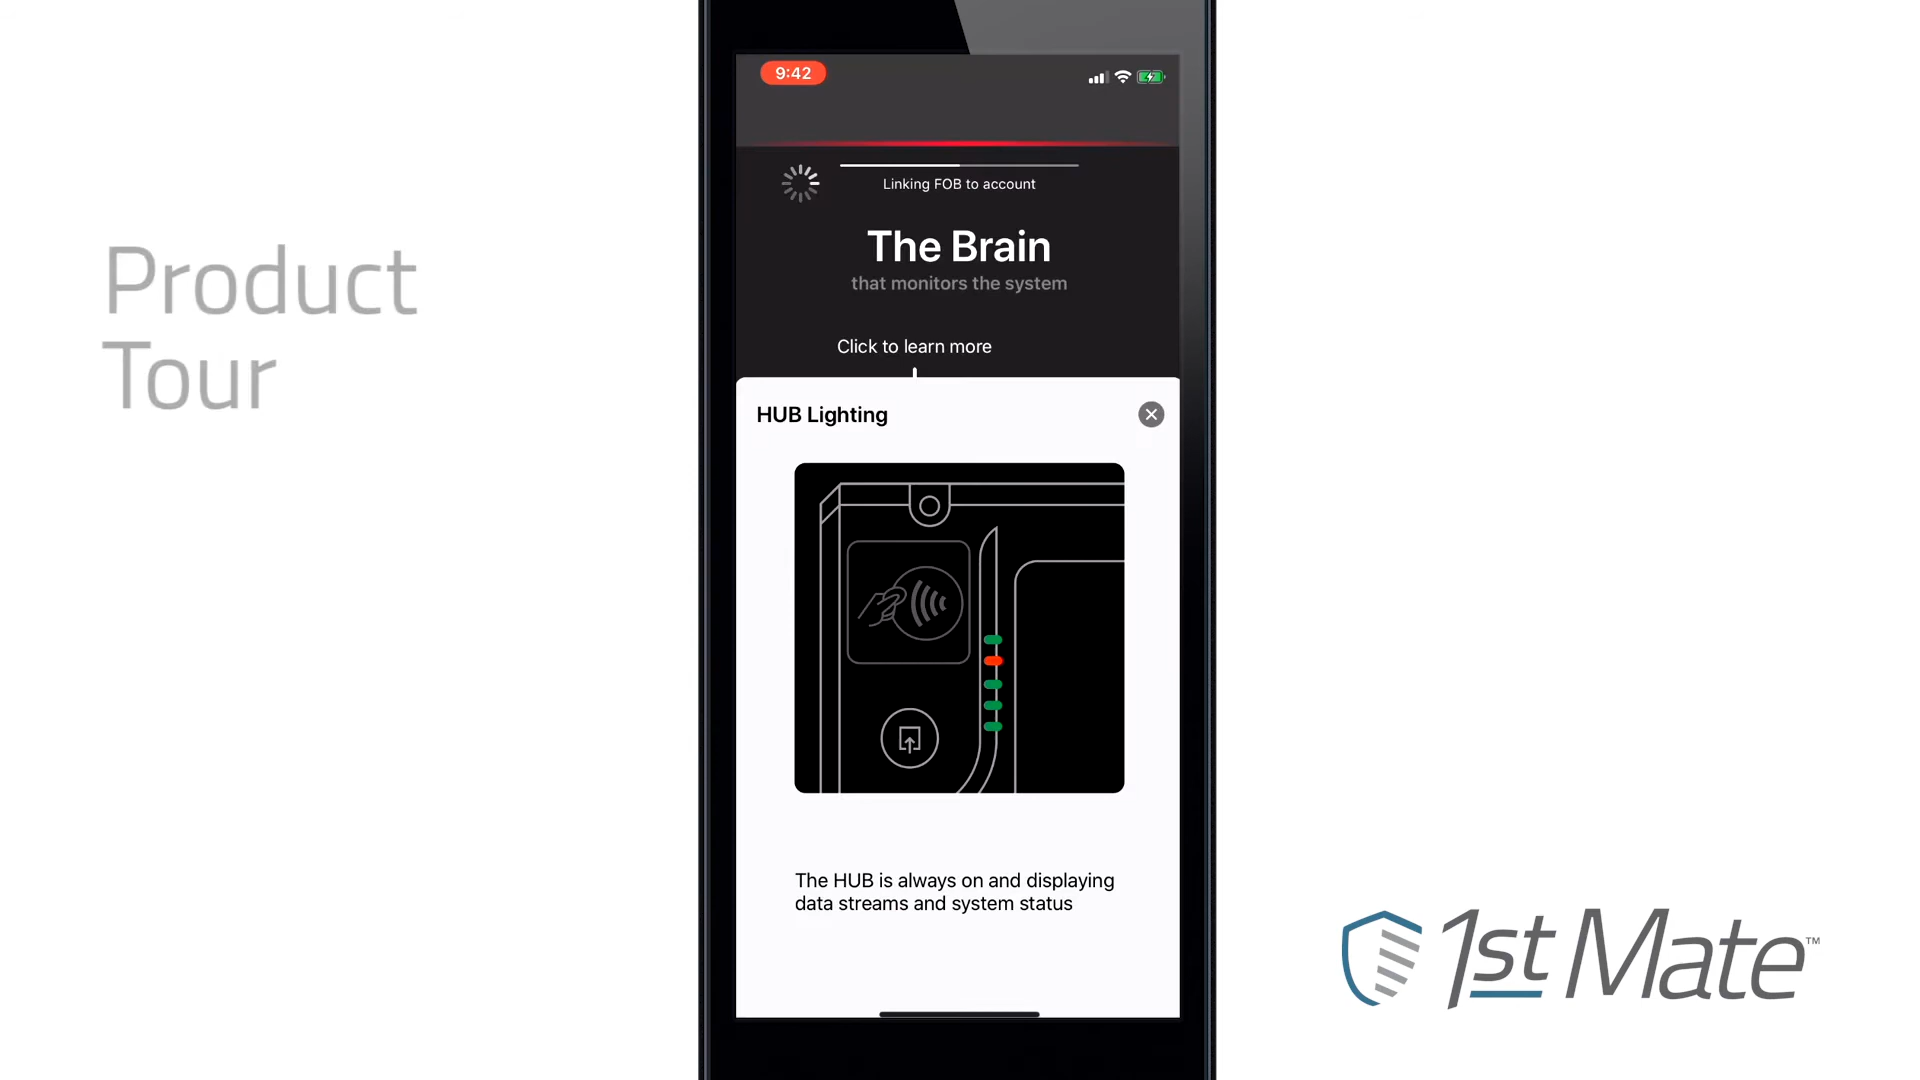 Product
Tour
9:42
Linking FOB to account
The Brain
that monitors the system
Click to learn more
HUB Lighting
The HUB is always on and displaying
data streams and system status
1st Mate™